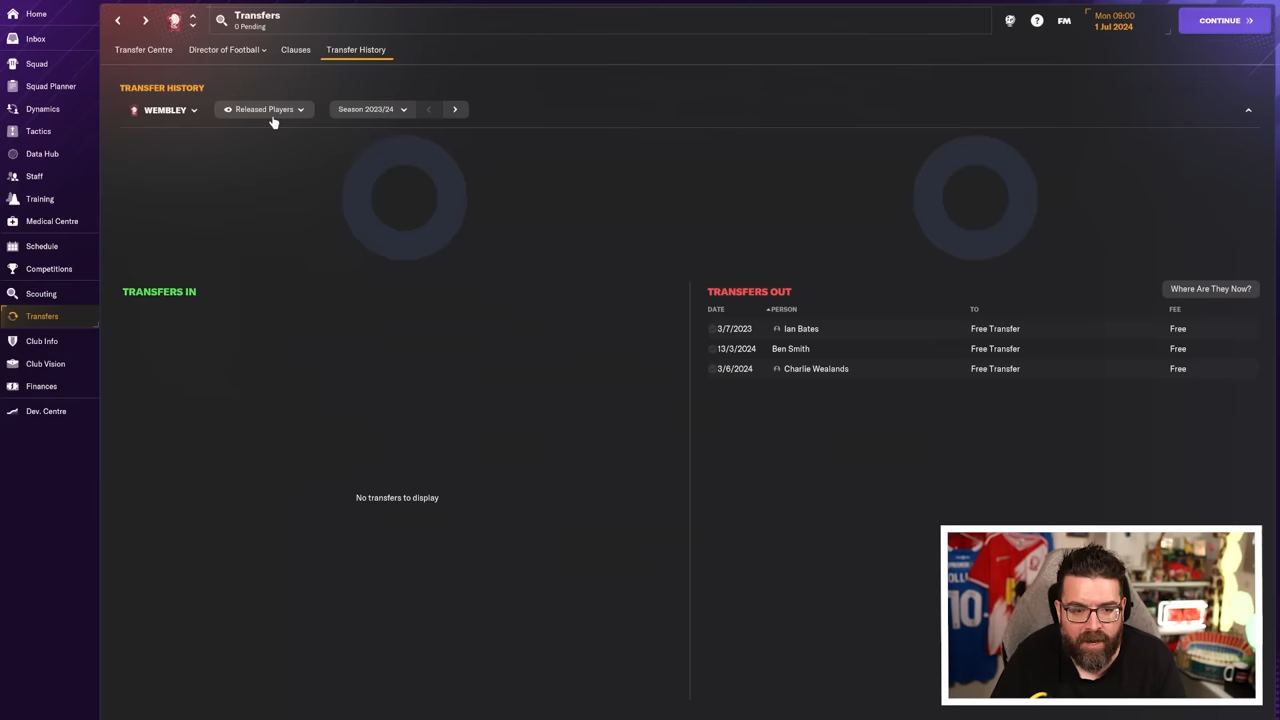 Home
Inbox
Squad
Squad Planner
Dynamics
Tactics
Data Hub
Staff
Training
Medical Centre
Schedule
Competitions
Scouting
Transfers
Club Info
Club Vision
Finances
Dev. Centre
Transfers
0 Pending
?
FM
Mon 09:00
1 Jul 2024
CONTINUE
Transfer Centre
Director of Football
Clauses
Transfer History
TRANSFER HISTORY
WEMBLEY
Released Players
Season 2023/24
TRANSFERS IN
No transfers to display
TRANSFERS OUT
Where Are They Now?
DATE PERSON TO FEE
3/7/2023 Ian Bates Free Transfer Free
13/3/2024 Ben Smith Free Transfer Free
3/6/2024 Charlie Wealands Free Transfer Free
10